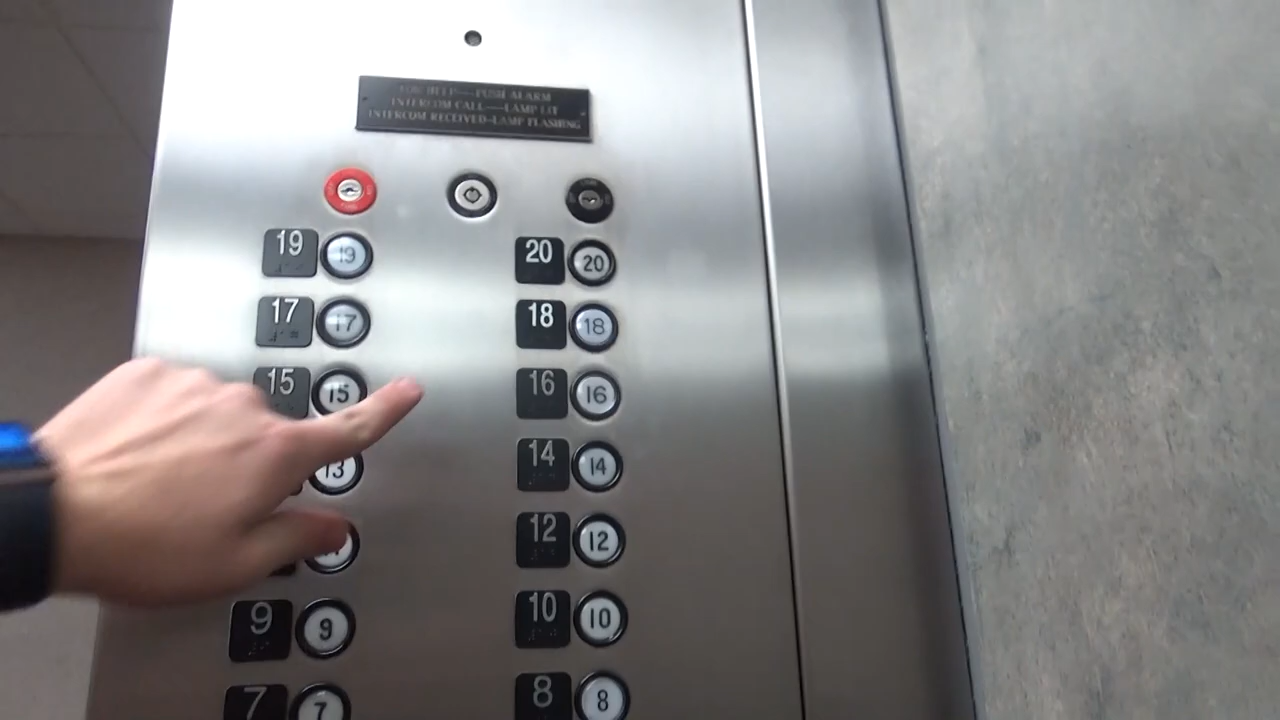 FOR HELP—PUSH ALARM
INTERCOM CALL—LAMP LIT
INTERCOM RECEIVED-LAMP FLASHING
19 19 20 20
17 17 18 18
15 15 16 16
13 14 14
12 12
9 9 10 10
7 7 8 8